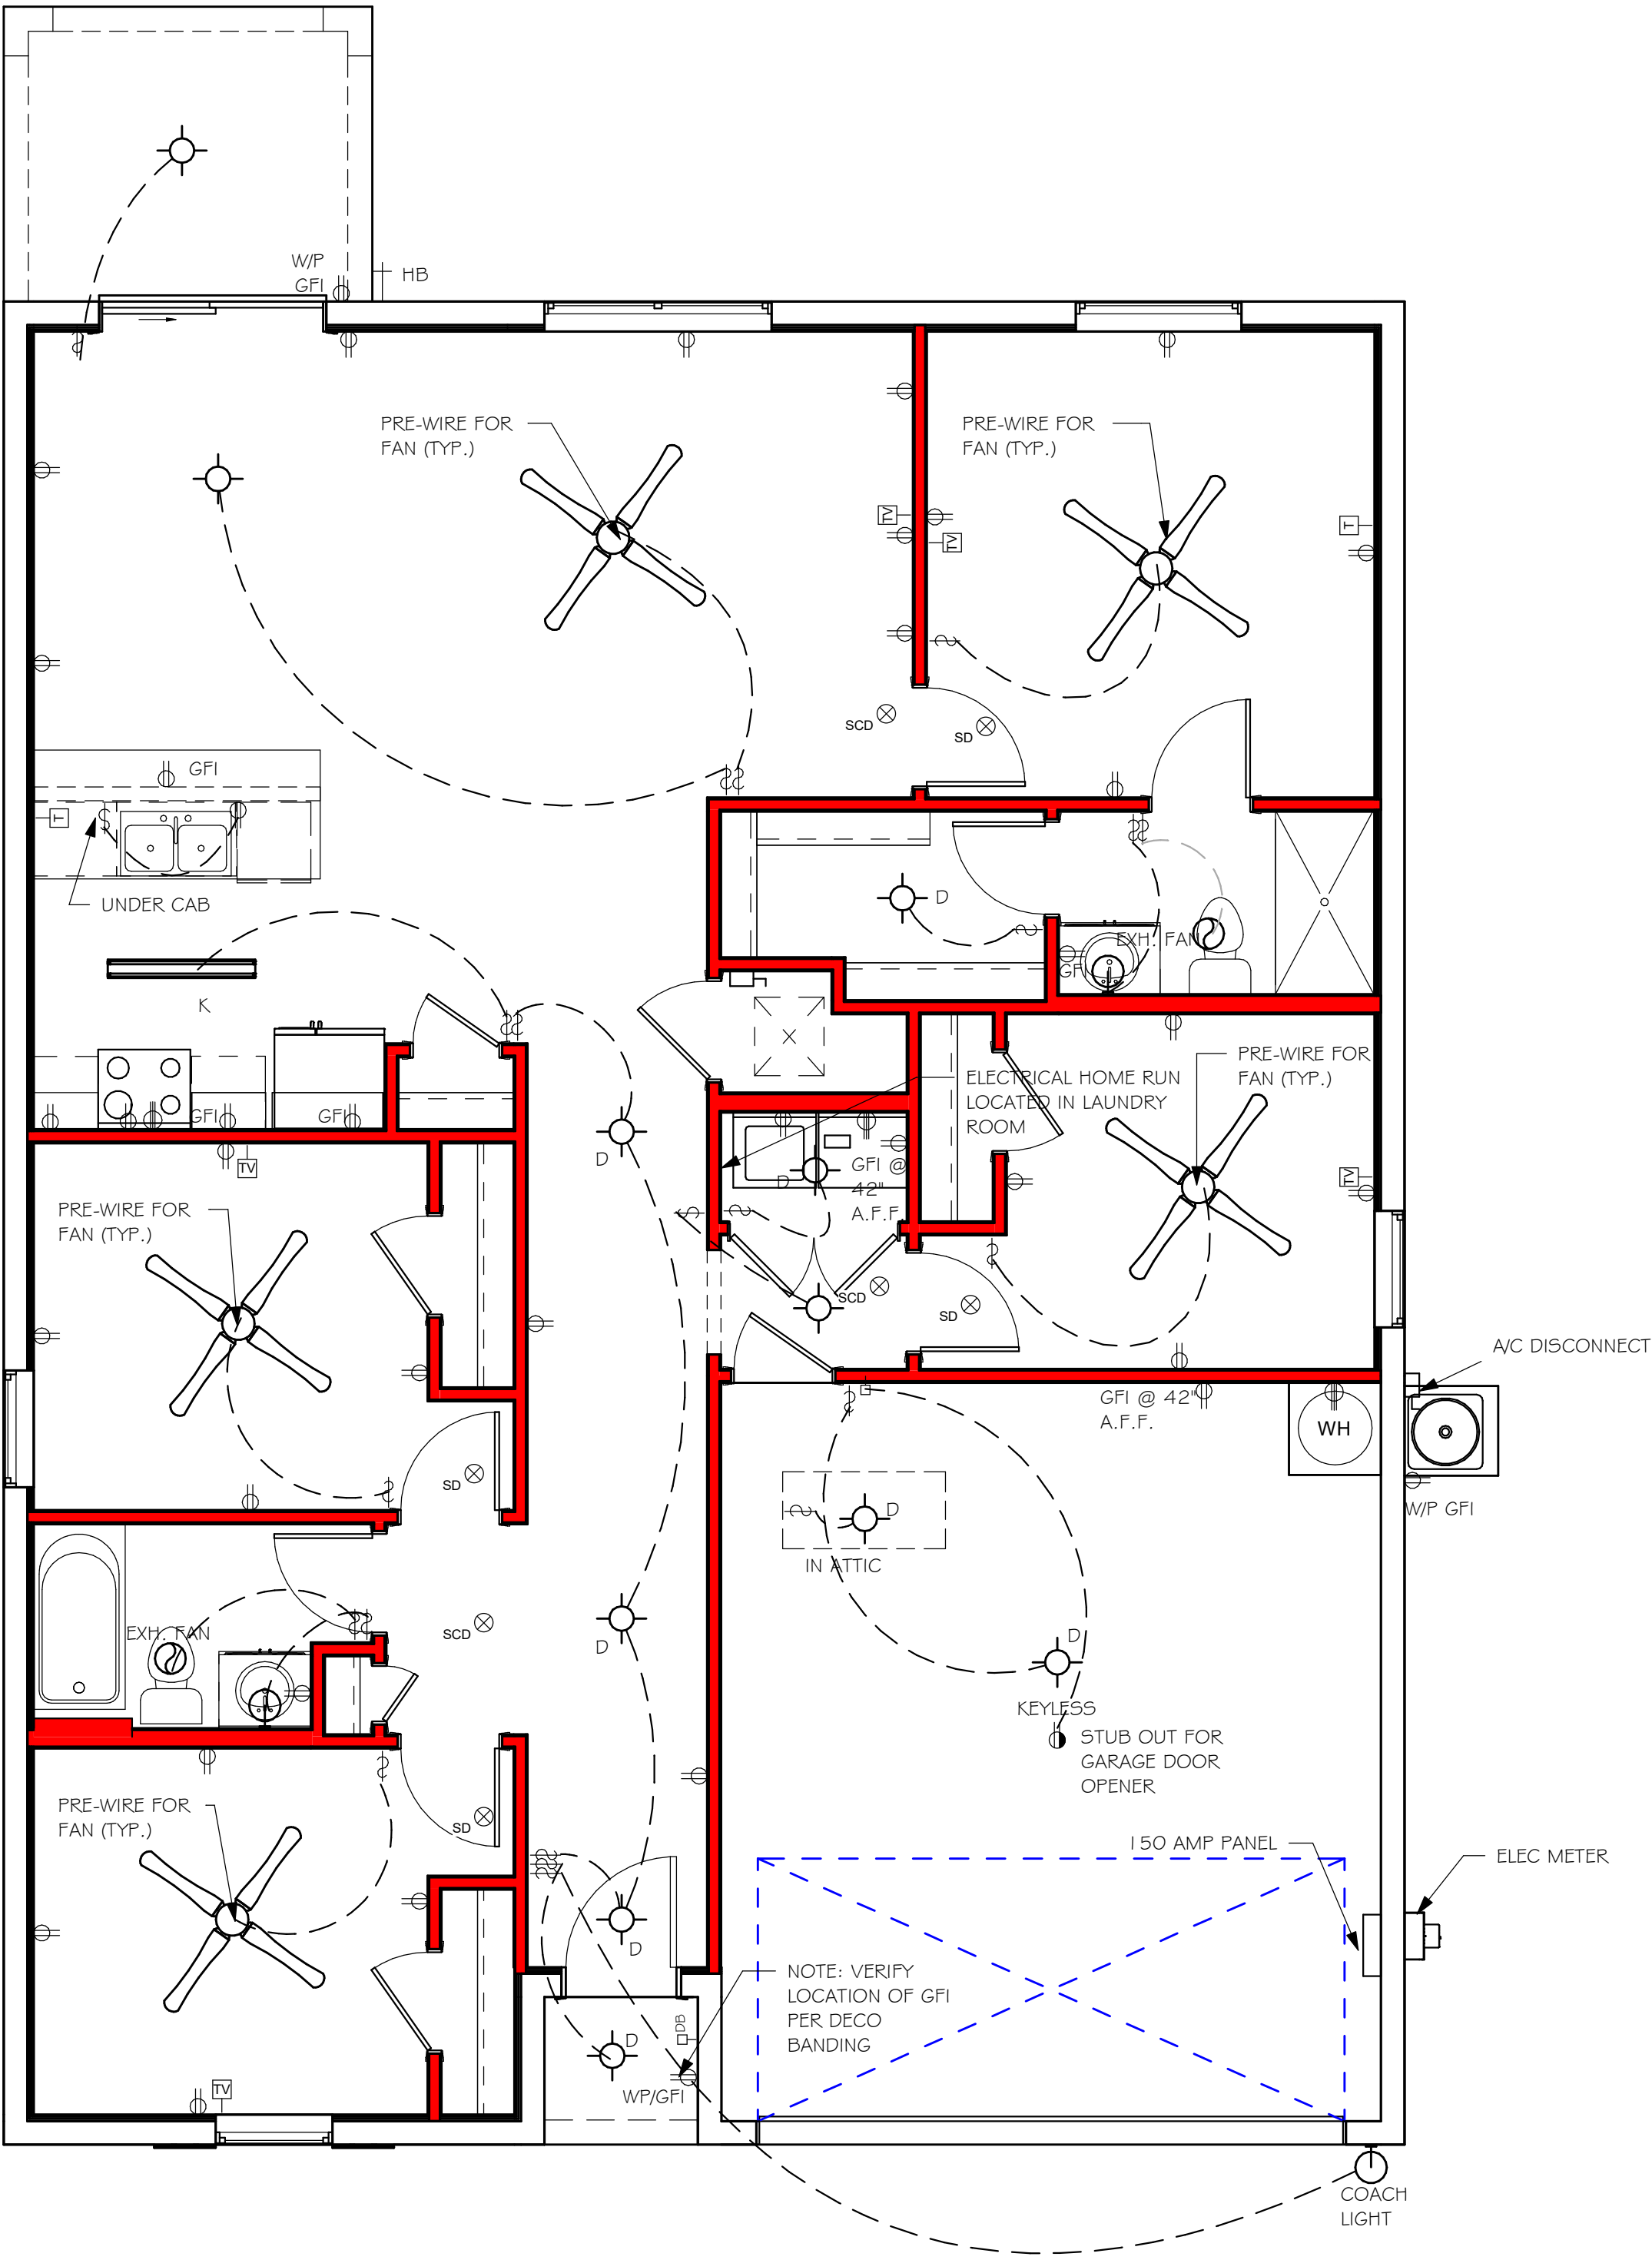 W/P
GFI
HB
PRE-WIRE FOR
FAN (TYP.)
PRE-WIRE FOR
FAN (TYP.)
TV
TV
T
SCD
SD
GFI
T
UNDER CAB
D
EXH. FAN
GFI
K
PRE-WIRE FOR
FAN (TYP.)
ELECTRICAL HOME RUN
LOCATED IN LAUNDRY
ROOM
GFI
GFI
D
TV
GFI @
42"
A.F.F.
D
TV
PRE-WIRE FOR
FAN (TYP.)
SCD
SD
A/C DISCONNECT
GFI @ 42"
A.F.F.
WH
SD
W/P GFI
D
IN ATTIC
EXH. FAN
SCD
D
D
KEYLESS
STUB OUT FOR
GARAGE DOOR
OPENER
PRE-WIRE FOR
FAN (TYP.)
SD
150 AMP PANEL
ELEC METER
D
NOTE: VERIFY
LOCATION OF GFI
PER DECO
BANDING
DB
D
TV
WP/GFI
COACH
LIGHT